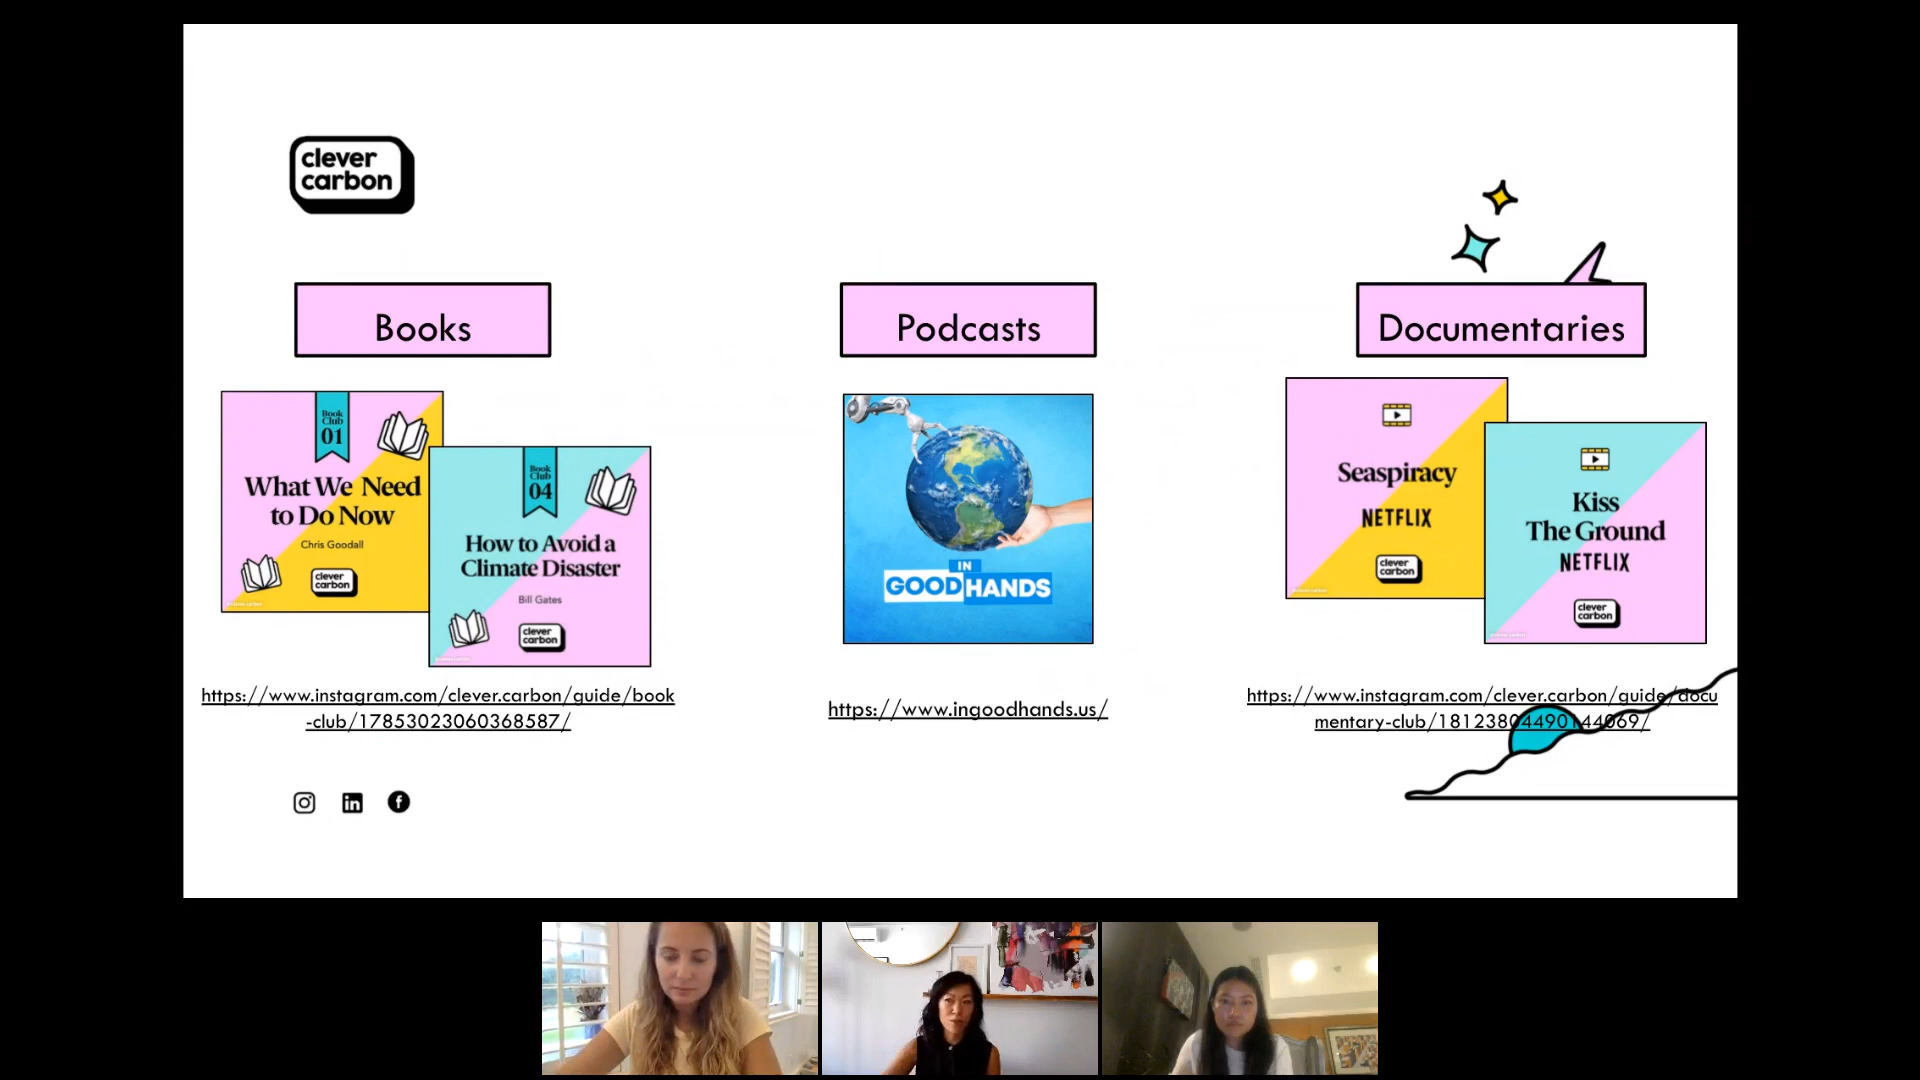 clever
carbon
Books
Podcasts
Documentaries
Book
Club
01
What We Need
to Do Now
Chris Goodall
clever
carbon
Book
Club
04
How to Avoid a
Climate Disaster
Bill Gates
clever
carbon
https://www.instagram.com/clever.carbon/guide/book
-club/17853023060368587/
IN
GOOD HANDS
https://www.ingoodhands.us/
Seaspiracy
NETFLIX
clever
carbon
Kiss
The Ground
NETFLIX
clever
carbon
https://www.instagram.com/clever.carbon/guide/docu
mentary-club/18123804490144069/
in
f